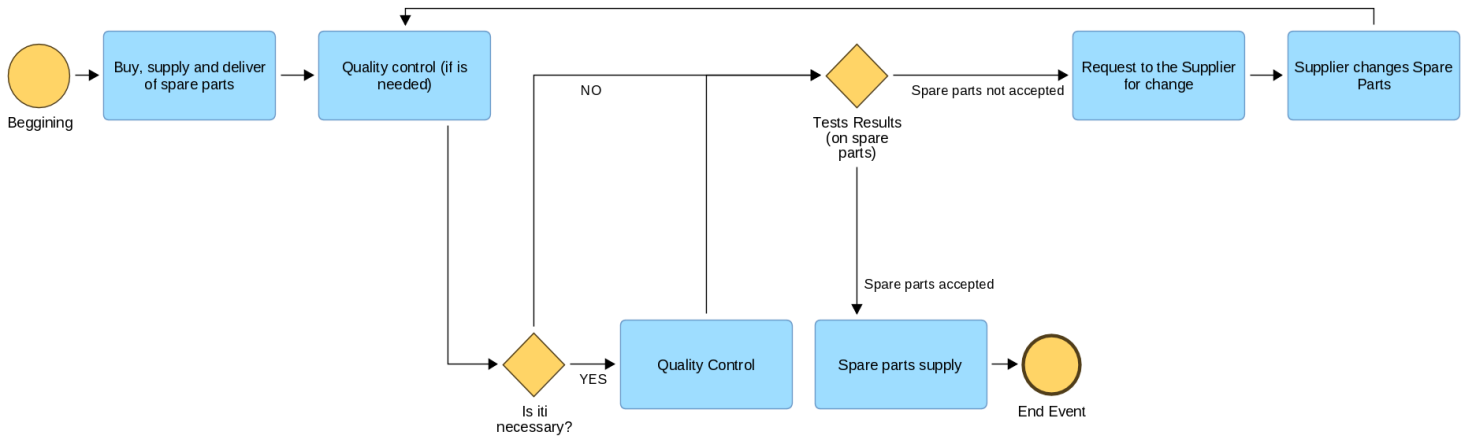 Buy, supply and deliver
of spare parts
Beggining
Quality control (if is
needed)
NO
Tests Results
(on spare
parts)
Spare parts not accepted
Request to the Supplier
for change
Supplier changes Spare
Parts
Spare parts accepted
Is iti
necessary?
YES
Quality Control
Spare parts supply
End Event